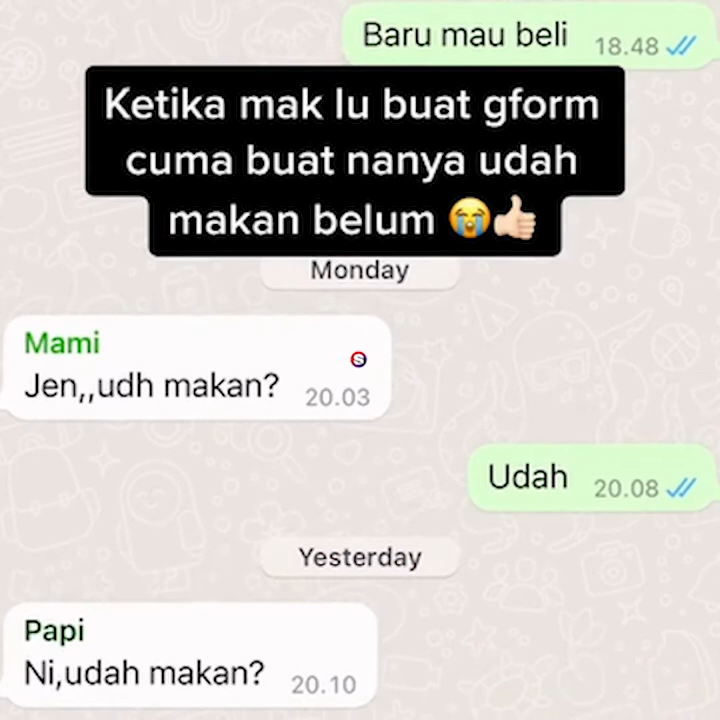 Baru mau beli 18.48
Ketika mak lu buat gform
cuma buat nanya udah
makan belum 😭👍🏻
Monday
Mami
Jen,,udh makan? 20.03
Udah 20.08
Yesterday
Papi
Ni,udah makan? 20.10